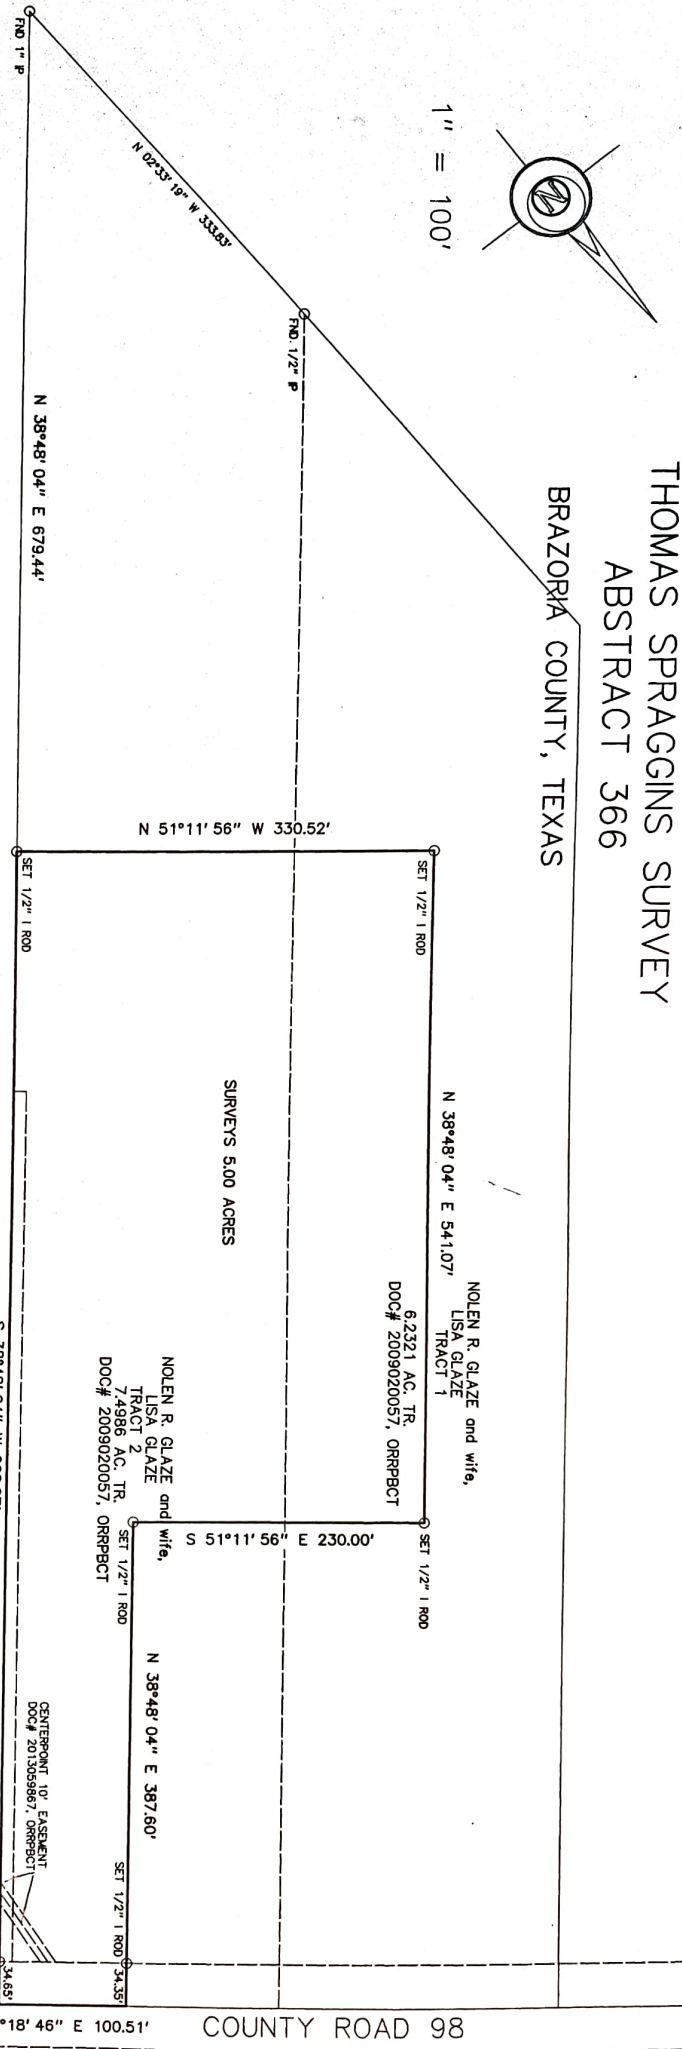 1" = 100'
THOMAS SPRAGGINS SURVEY
ABSTRACT 366
BRAZORIA COUNTY, TEXAS
N
FND 1" IP
N 02°33' 19" W 333.83'
FND. 1/2" IP
N 38°48' 04" E 679.44'
N 51°11' 56" W 330.52'
SET 1/2" I ROD
SET 1/2" I ROD
N 38°48' 04" E 541.07'
SURVEYS 5.00 ACRES
NOLEN R. GLAZE and wife,
LISA GLAZE
TRACT 1
6.2321 AC. TR.
DOC# 2009020057, ORRPBCT
NOLEN R. GLAZE and wife,
LISA GLAZE
TRACT 2
7.4986 AC. TR.
DOC# 2009020057, ORRPBCT
S 51°11' 56" E 230.00'
SET 1/2" I ROD
SET 1/2" I ROD
N 38°48' 04" E 387.60'
CENTERPOINT 10' EASEMENT
DOC# 2013059867, ORRPBCT
SET 1/2" I ROD
34.35'
34.65'
°18' 46" E 100.51'
COUNTY ROAD 98